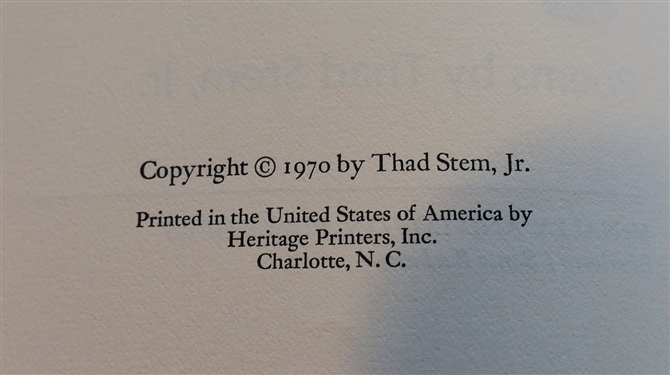 Copyright © 1970 by Thad Stem, Jr.
Printed in the United States of America by
Heritage Printers, Inc.
Charlotte, N. C.